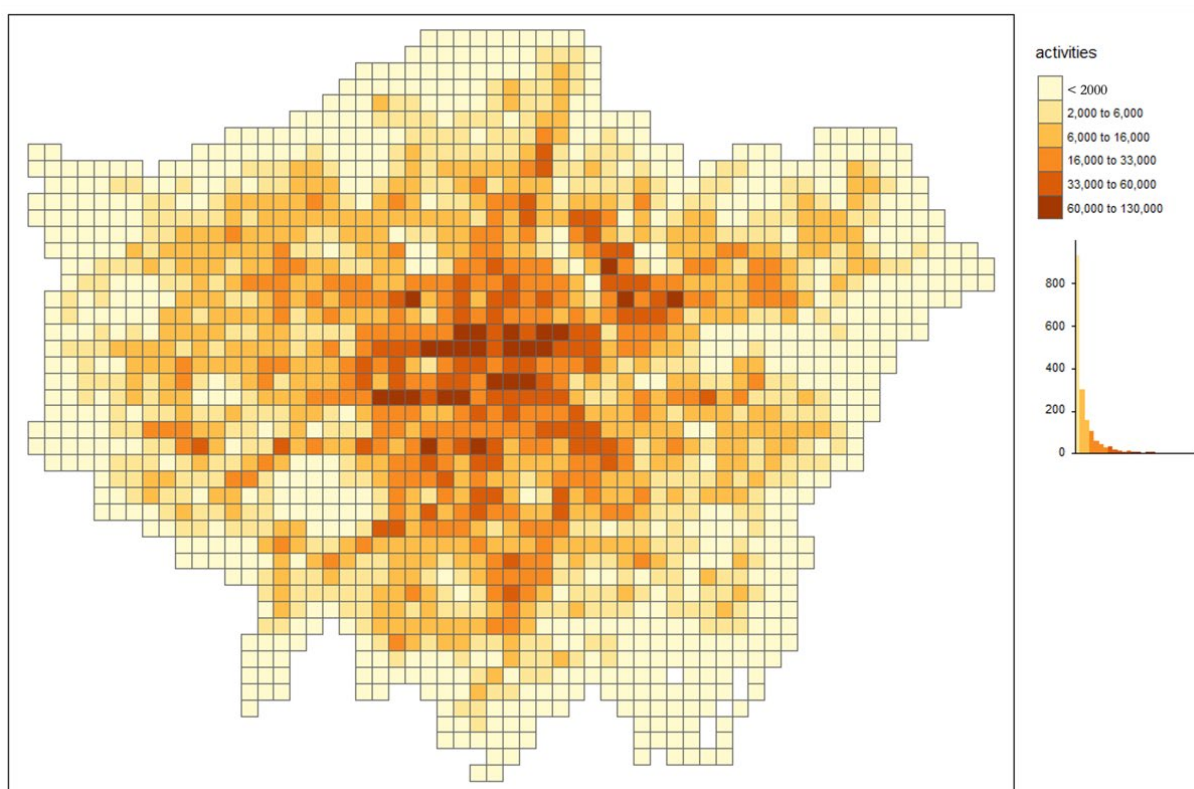 activities
< 2000
2,000 to 6,000
6,000 to 16,000
16,000 to 33,000
33,000 to 60,000
60,000 to 130,000
800
600
400
200
0